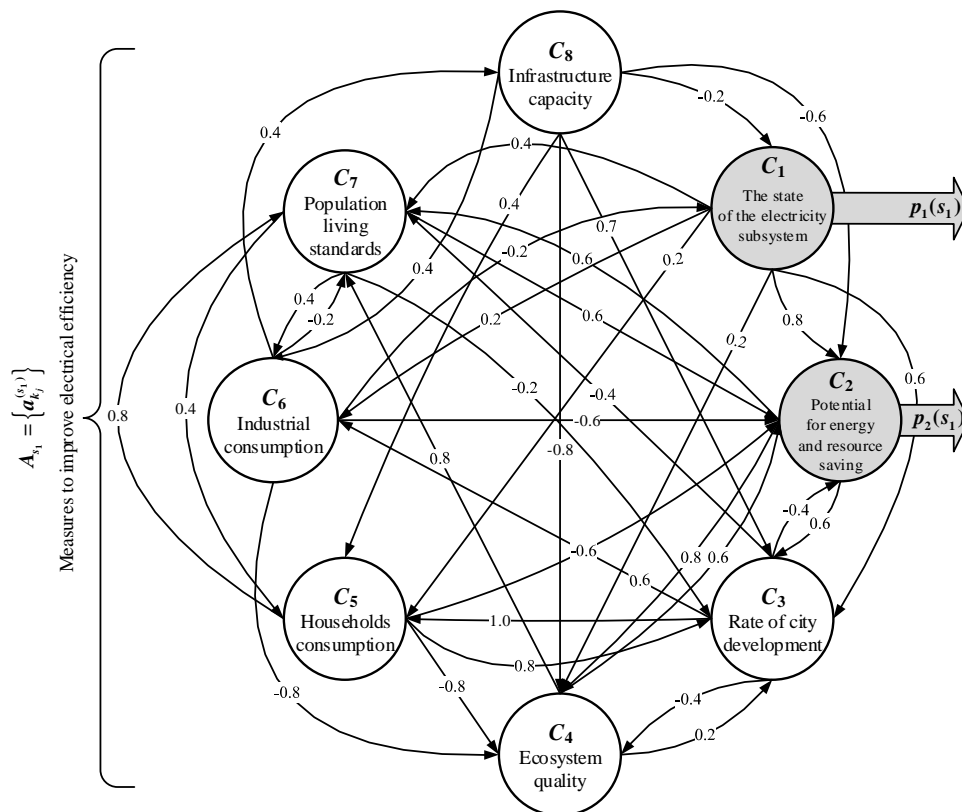 C8
Infrastructure
capacity
-0.2
-0.6
C1
The state
of the electricity
subsystem
p1(s1)
C7
Population
living
standards
0.4
0.4
0.4
0.7
-0.2
0.2
0.6
0.4
0.4
-0.2
0.2
0.6
0.2
0.8
C2
Potential
for energy
and resource
saving
p2(s1)
0.6
C6
Industrial
consumption
-0.2
-0.4
-0.6
0.8
0.4
0.8
-0.8
-0.4
0.6
-0.6
0.8
0.6
0.6
C5
Households
consumption
1.0
0.8
C3
Rate of city
development
-0.8
-0.8
-0.4
0.2
C4
Ecosystem
quality
A s1 = {a kj (s1)}
Measures to improve electrical efficiency